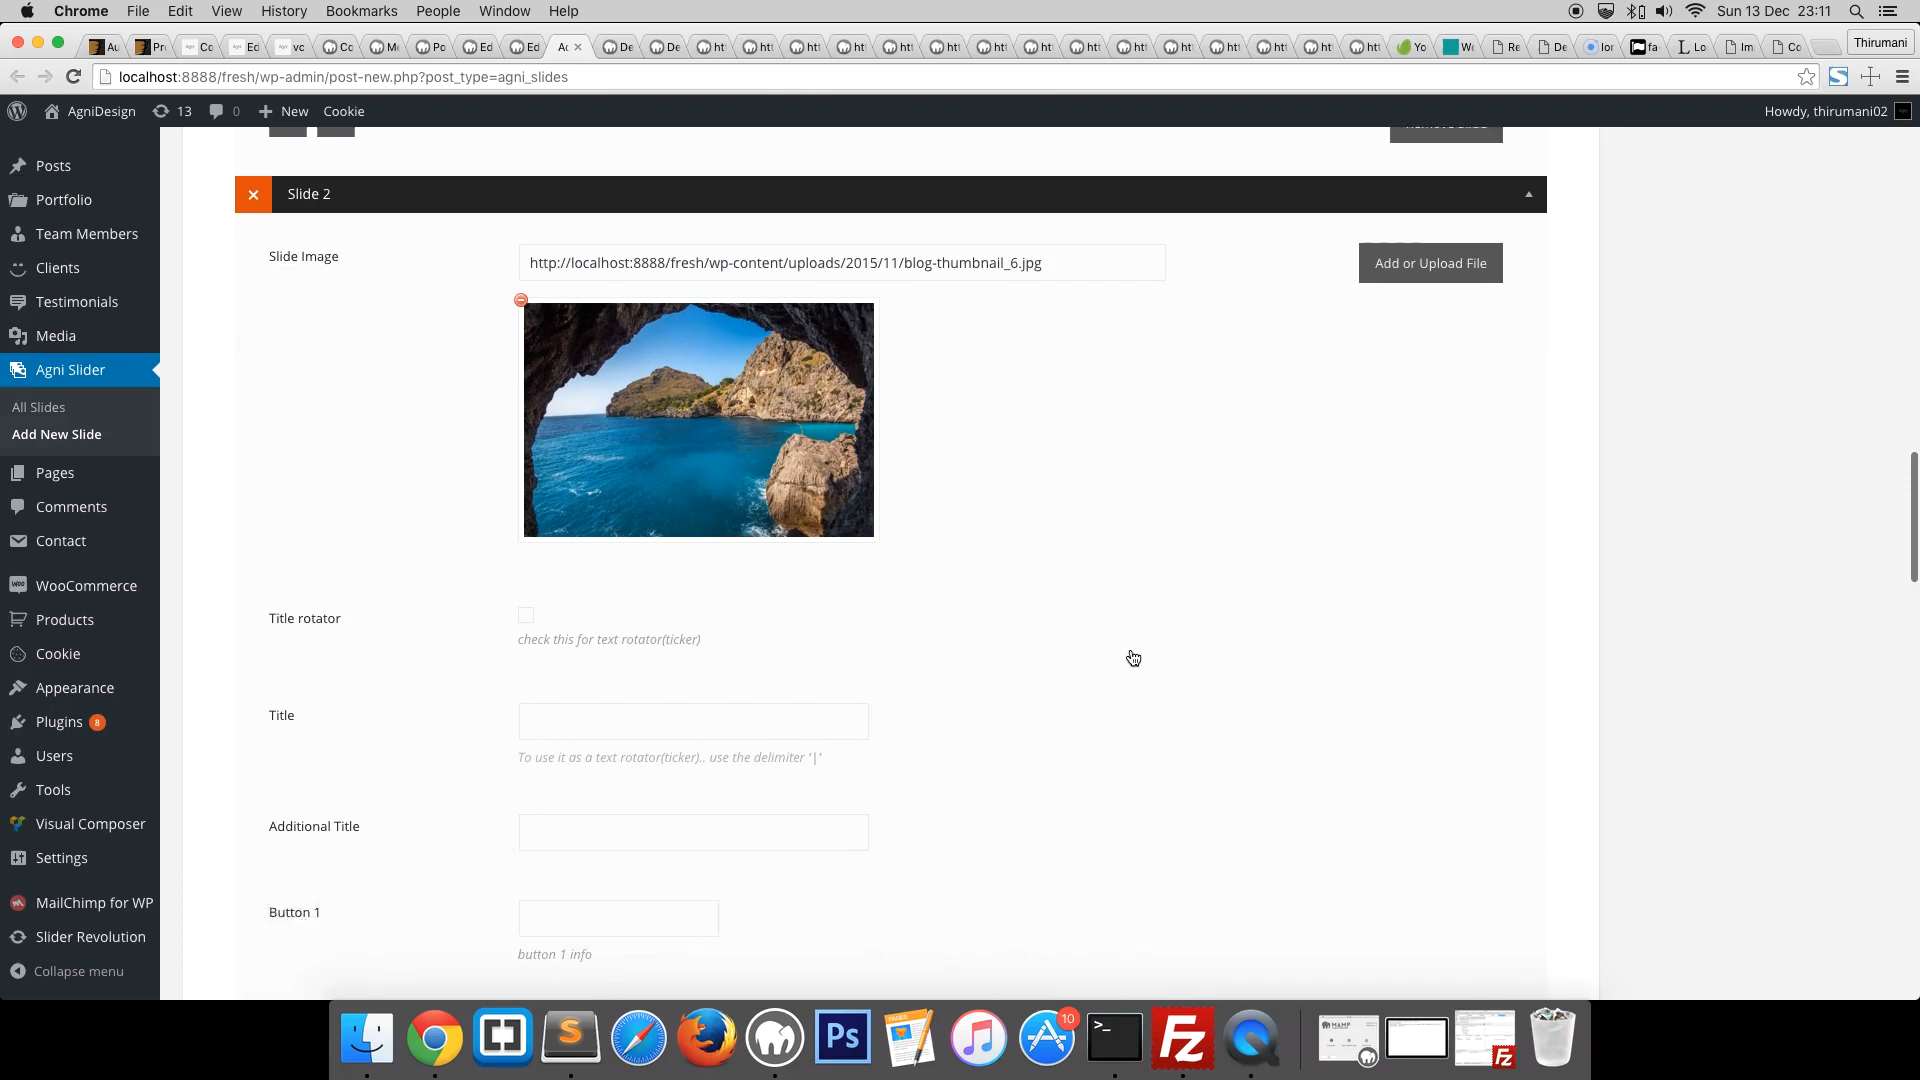 Chrome File Edit View History Bookmarks People Window Help Sun 13 Dec 23:11
Thirumani
localhost:8888/fresh/wp-admin/post-new.php?post_type=agni_slides
AgniDesign 13 0 New Cookie Howdy, thirumani02
Posts
Portfolio
Team Members
Clients
Testimonials
Media
Agni Slider
All Slides
Add New Slide
Pages
Comments
Contact
WooCommerce
Products
Cookie
Appearance
Plugins 8
Users
Tools
Visual Composer
Settings
MailChimp for WP
Slider Revolution
Collapse menu
Slide 2
Slide Image
http://localhost:8888/fresh/wp-content/uploads/2015/11/blog-thumbnail_6.jpg
Add or Upload File
Title rotator
check this for text rotator(ticker)
Title
To use it as a text rotator(ticker).. use the delimiter '|'
Additional Title
Button 1
button 1 info
Ps
10
Fz